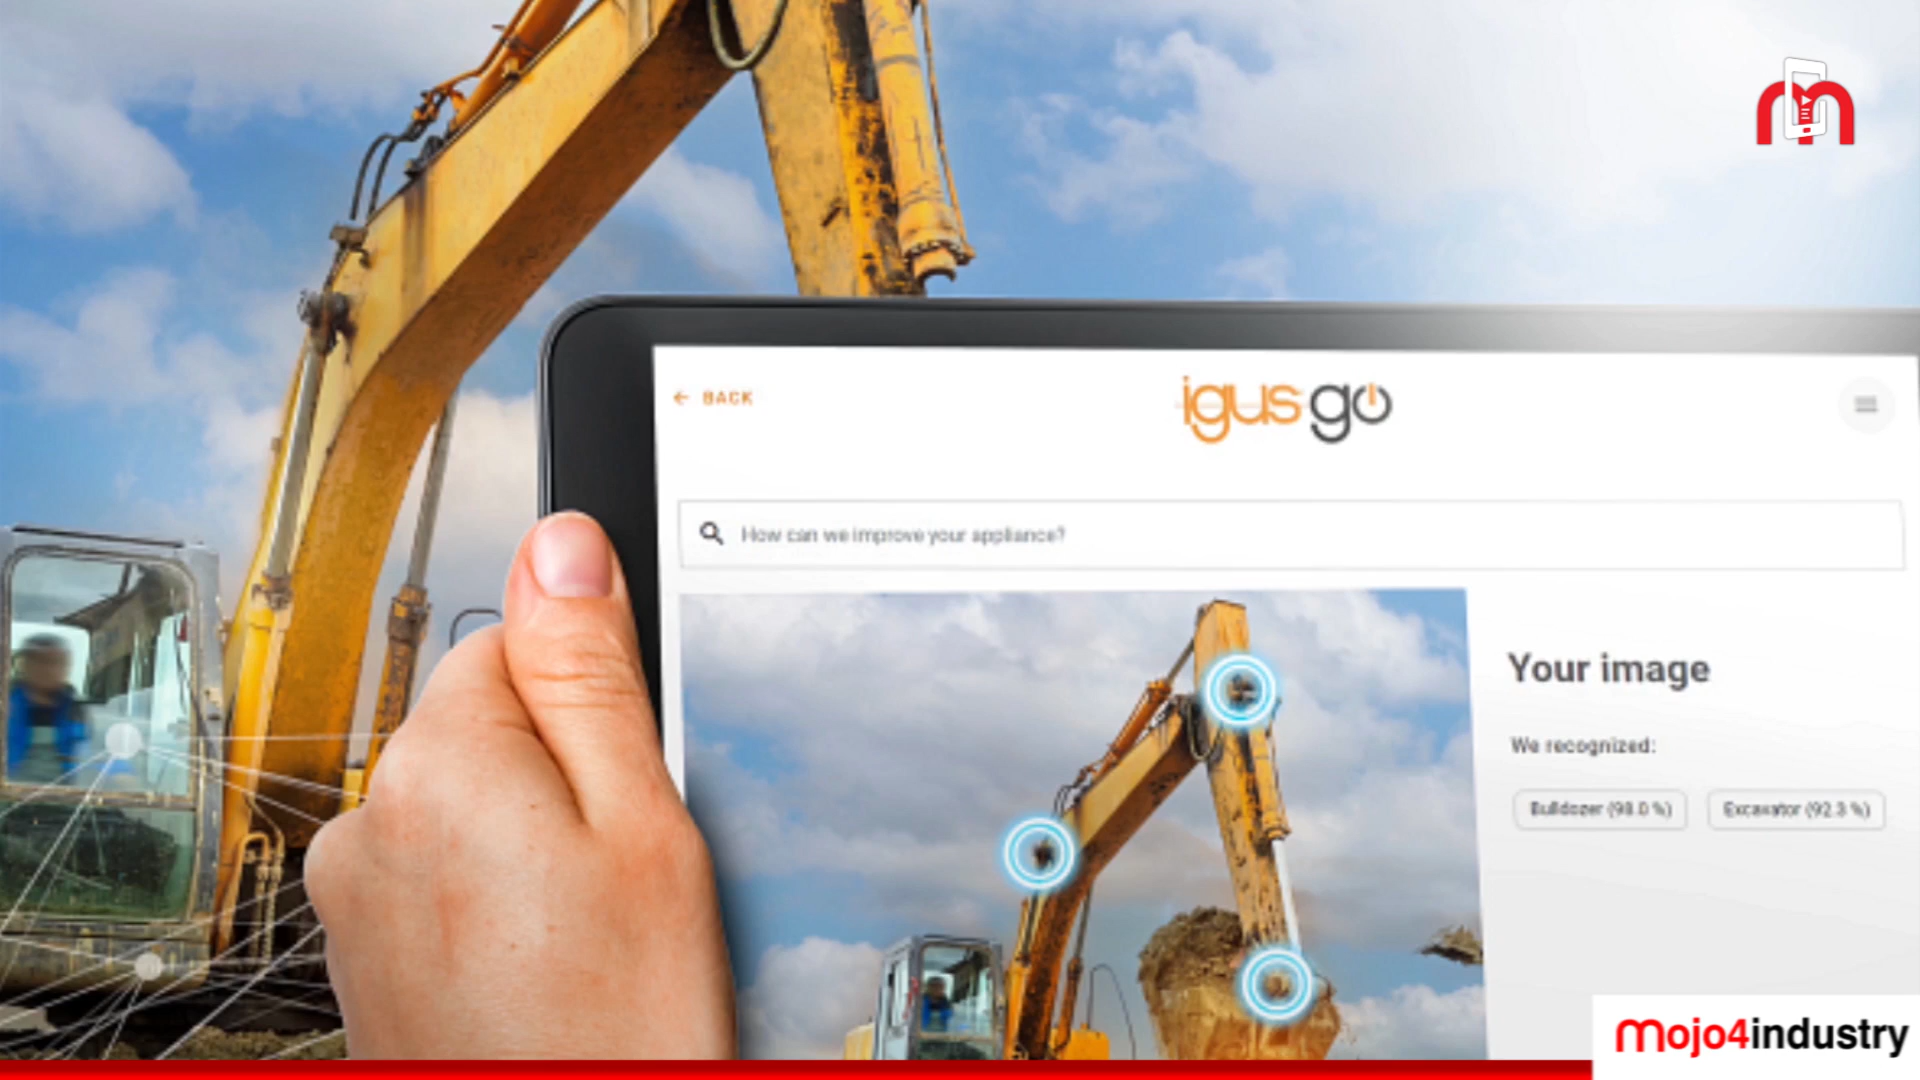 ← BACK
igus go
How can we improve your appliance?
Your image
We recognized:
Bulldozer (98.0 %)
Excavator (92.3 %)
mojo4industry